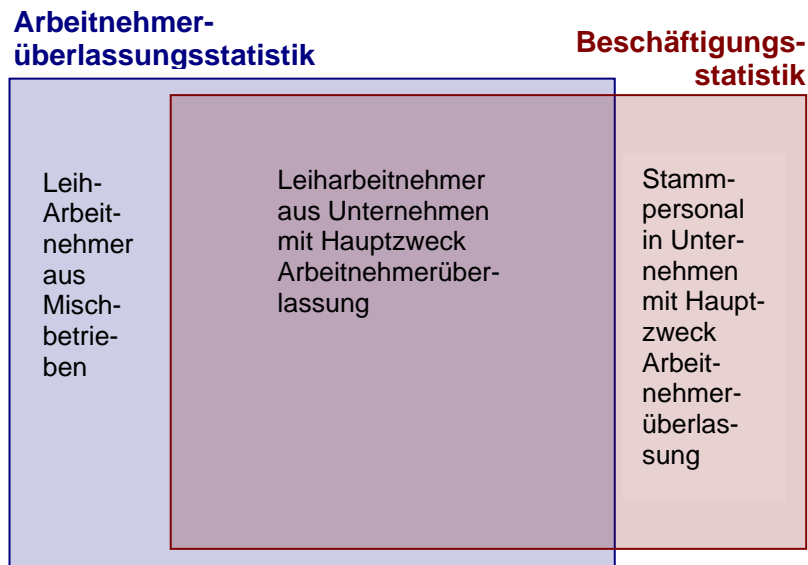 Arbeitnehmer-
überlassungsstatistik
Beschäftigungs-
statistik
Leih-
Arbeit-
nehmer
aus
Misch-
betrie-
ben
Leiharbeitnehmer
aus Unternehmen
mit Hauptzweck
Arbeitnehmerüber-
lassung
Stamm-
personal
in Unter-
nehmen
mit Haupt-
zweck
Arbeit-
nehmer-
überlas-
sung